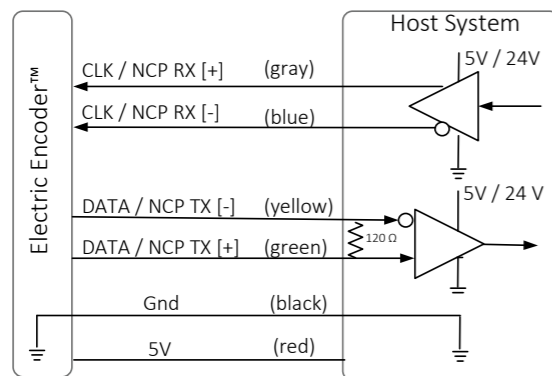 Host System
5V / 24V
CLK / NCP RX [+] (gray)
CLK / NCP RX [-] (blue)
Electric Encoder™
5V / 24 V
DATA / NCP TX [-] (yellow)
120 Ω
DATA / NCP TX [+] (green)
Gnd (black)
5V (red)